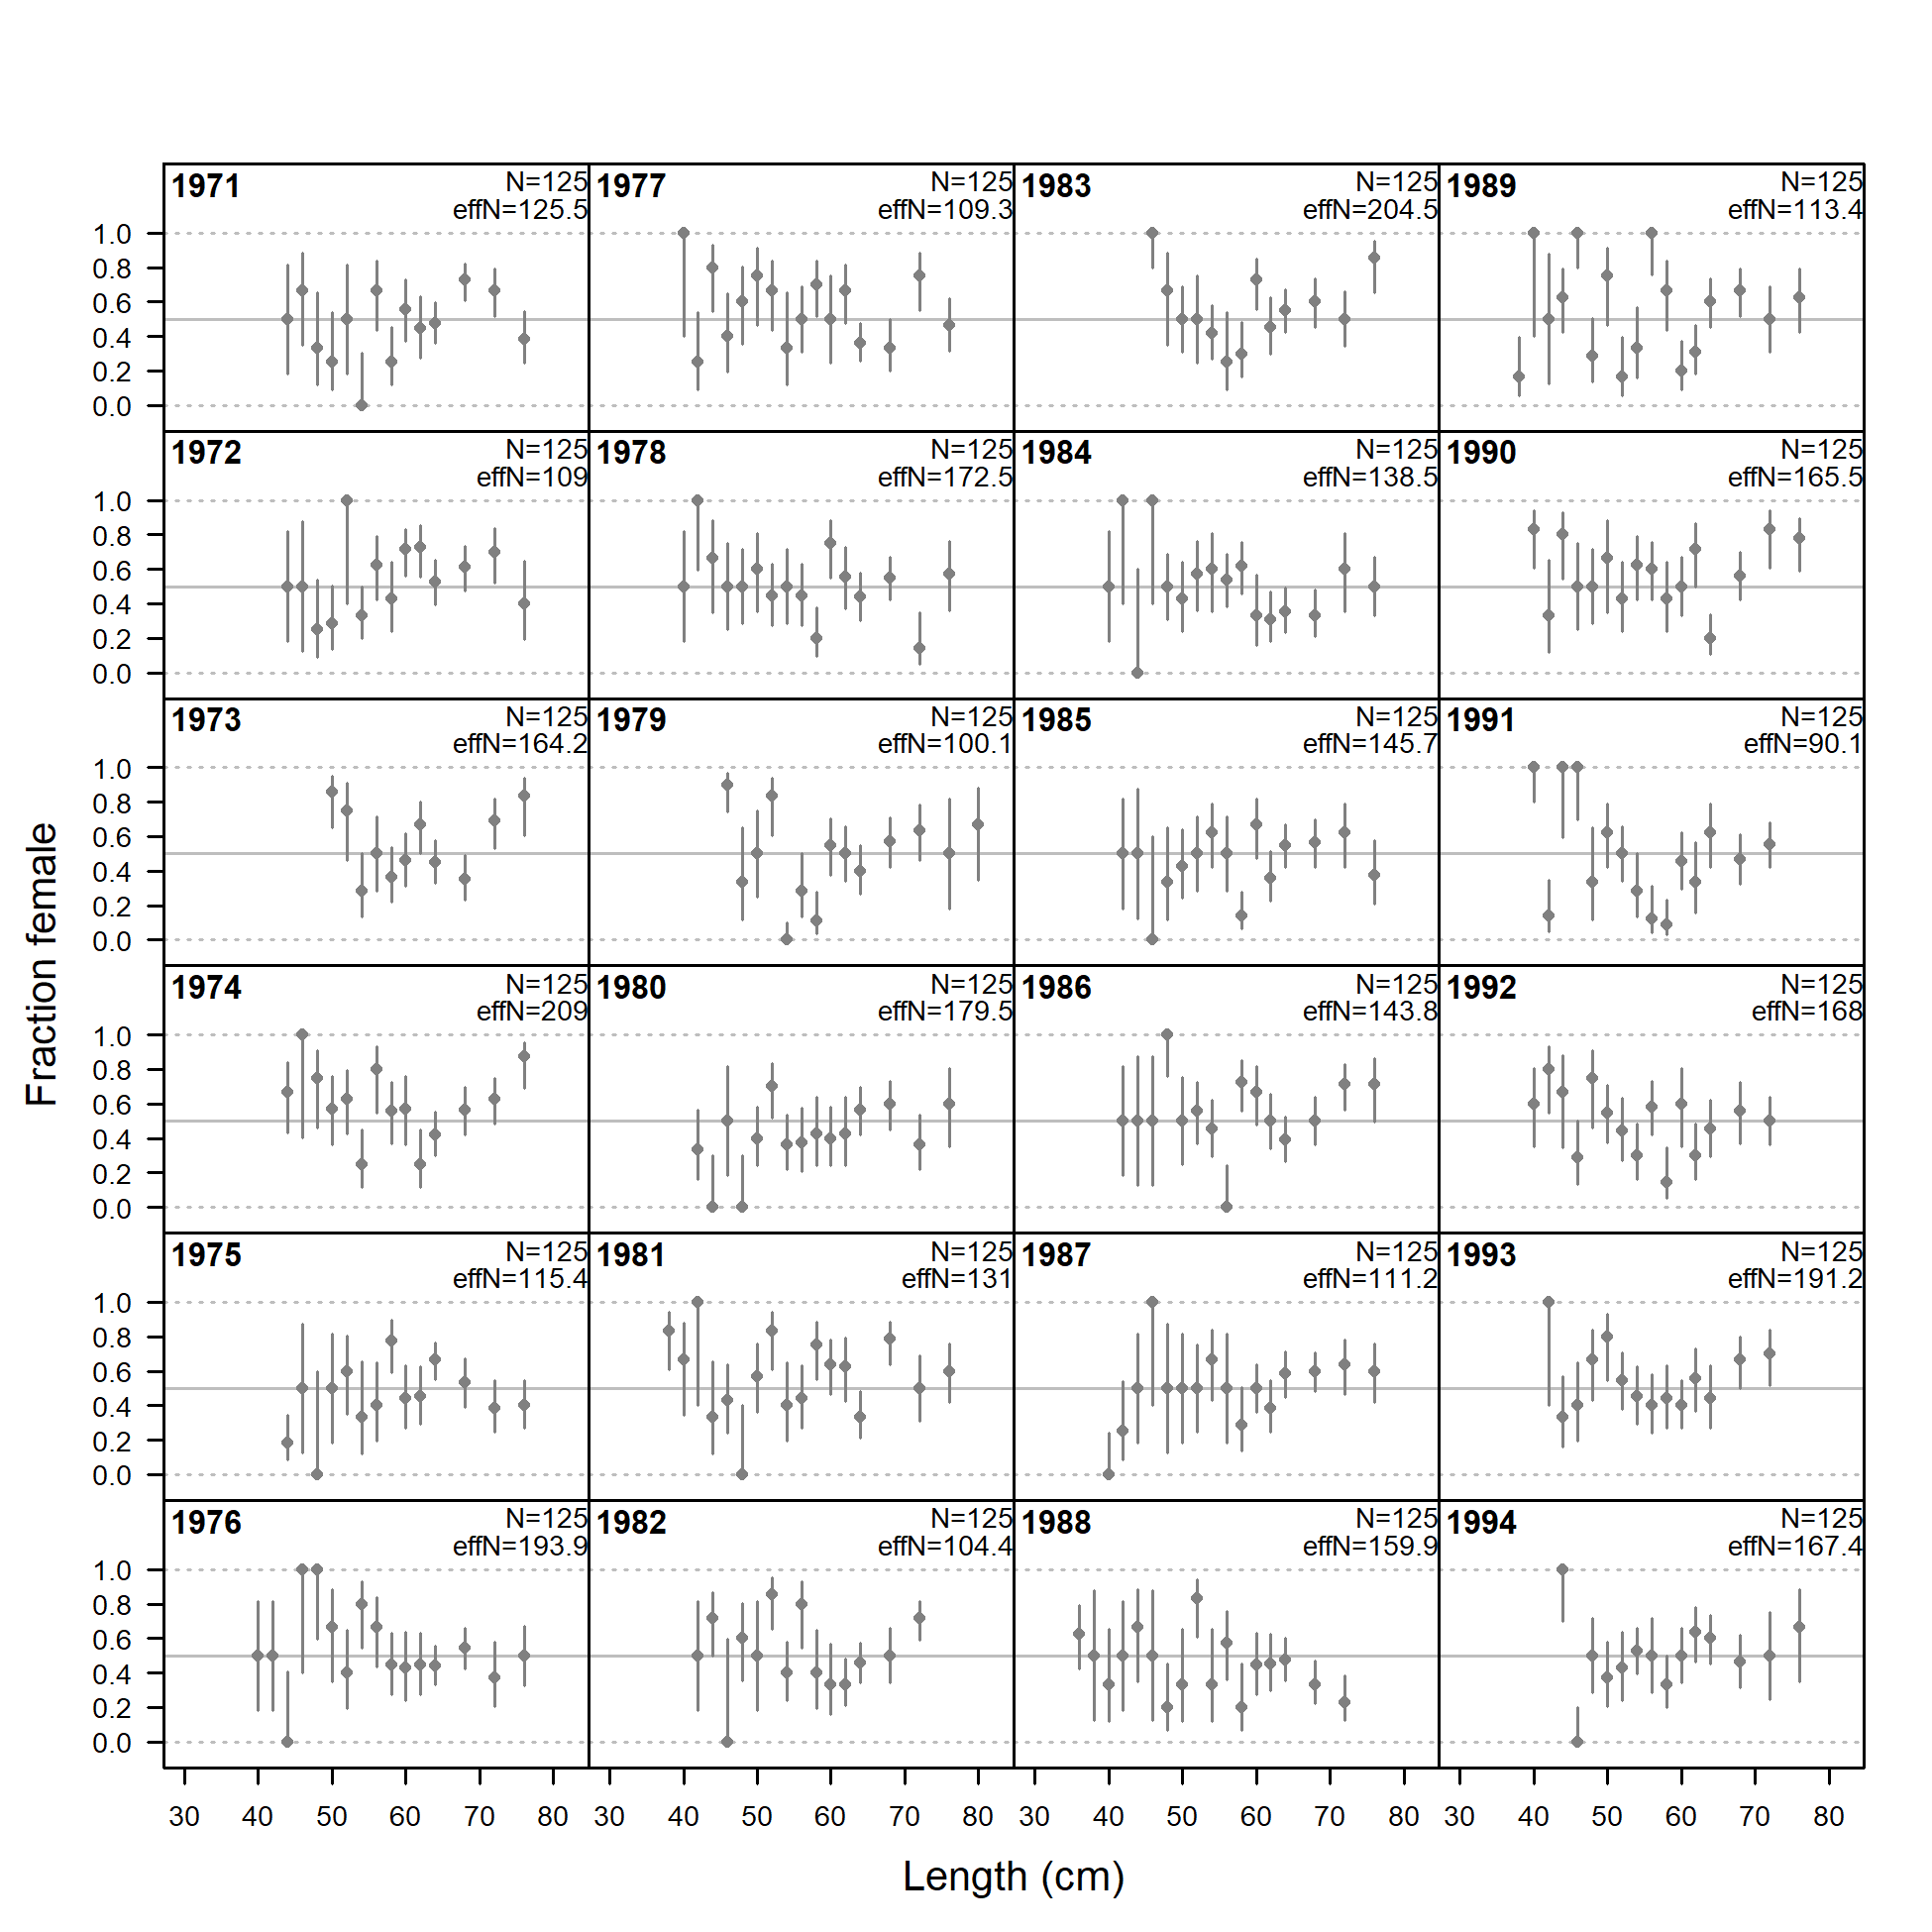 1971 N=125 1977 N=125 1983 N=125 1989 N=125
effN=125.5 effN=109.3 effN=204.5 effN=113.4
1.0
0.8
0.6
0.4
0.2
0.0
1972 N=125 1978 N=125 1984 N=125 1990 N=125
effN=109 effN=172.5 effN=138.5 effN=165.5
1.0
0.8
0.6
0.4
0.2
0.0
1973 N=125 1979 N=125 1985 N=125 1991 N=125
effN=164.2 effN=100.1 effN=145.7 effN=90.1
1.0
0.8
0.6
0.4
0.2
0.0
Fraction female
1974 N=125 1980 N=125 1986 N=125 1992 N=125
effN=209 effN=179.5 effN=143.8 effN=168
1.0
0.8
0.6
0.4
0.2
0.0
1975 N=125 1981 N=125 1987 N=125 1993 N=125
effN=115.4 effN=131 effN=111.2 effN=191.2
1.0
0.8
0.6
0.4
0.2
0.0
1976 N=125 1982 N=125 1988 N=125 1994 N=125
effN=193.9 effN=104.4 effN=159.9 effN=167.4
1.0
0.8
0.6
0.4
0.2
0.0
30 40 50 60 70 80 30 40 50 60 70 80 30 40 50 60 70 80 30 40 50 60 70 80
Length (cm)